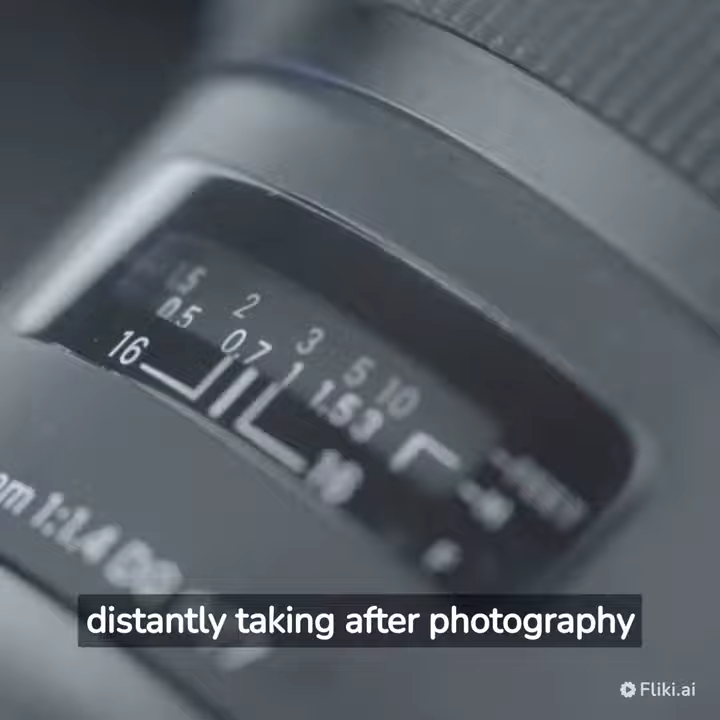 1.5 2 3 5 10
0.5 0.7 1 1.5 3
16 16
m 1:1.4 DG
distantly taking after photography
Fliki.ai